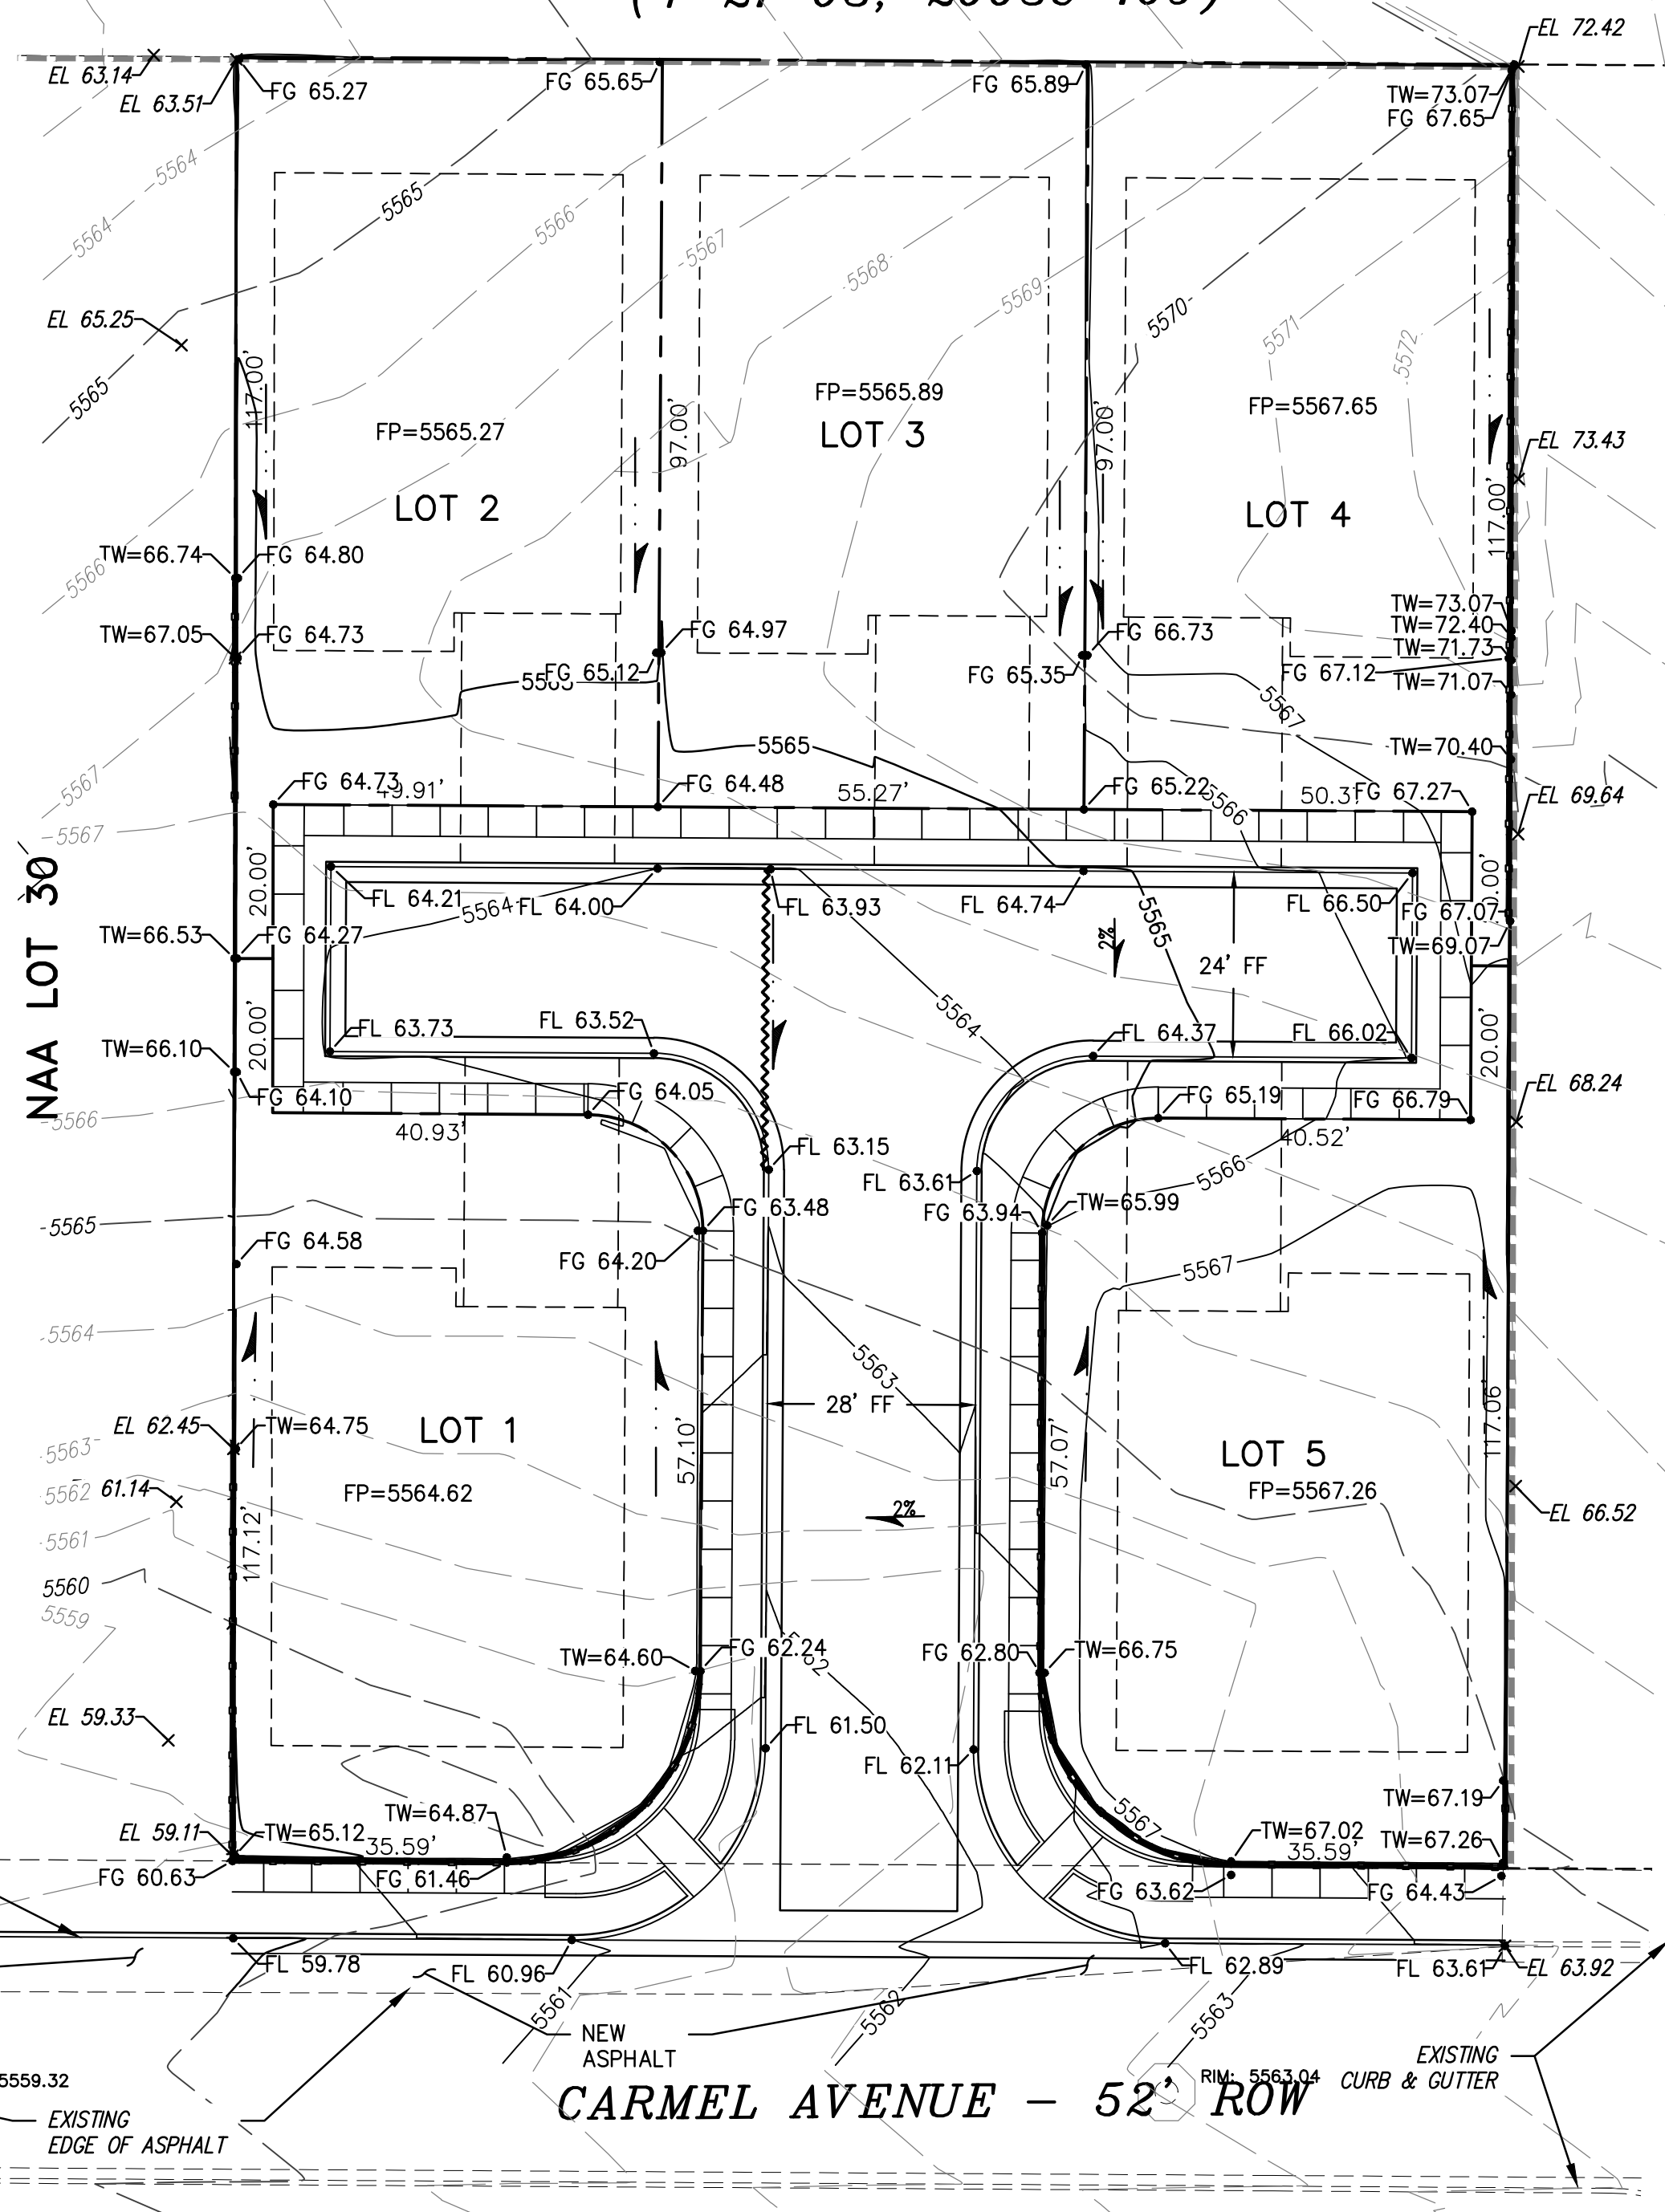 EL 72.42
EL 63.14
EL 63.51
FG 65.27
FG 65.65
FG 65.89
TW=73.07
FG 67.65
5564
5565
5564
5566
5567
5568
5569
5570
5571
5572
EL 65.25
5565
117.00'
97.00'
97.00'
117.00'
FP=5565.27
LOT 2
FP=5565.89
LOT 3
FP=5567.65
LOT 4
EL 73.43
TW=66.74
FG 64.80
5566
TW=67.05
FG 64.73
FG 64.97
FG 65.12
FG 66.73
FG 65.35
TW=73.07
TW=72.40
TW=71.73
FG 67.12
TW=71.07
5567
5565
TW=70.40
5567
5567
FG 64.73
FG 64.48
55.27'
FG 65.22
5566
FG 67.27
EL 69.64
NAA LOT 30
20.00'
FL 64.21
5564
FL 64.00
FL 63.93
FL 64.74
FL 66.50
FG 67.07
TW=69.07
TW=66.53
FG 64.27
2%
5565
24' FF
5564
20.00'
FL 63.73
FL 63.52
FL 64.37
FL 66.02
20.00'
TW=66.10
FG 64.10
FG 64.05
FG 65.19
FG 66.79
EL 68.24
5566
40.93'
40.52'
FL 63.15
FL 63.61
5566
5565
FG 63.48
FG 63.94
TW=65.99
FG 64.58
FG 64.20
5567
5564
5563
28' FF
EL 62.45
TW=64.75
LOT 1
57.10'
57.07'
LOT 5
117.06'
5563
5562
61.14
FP=5564.62
FP=5567.26
EL 66.52
2%
5561
117.12'
5560
5559
TW=64.60
FG 62.24
FG 62.80
TW=66.75
EL 59.33
FL 61.50
FL 62.11
TW=67.19
EL 59.11
TW=65.12
TW=64.87
35.59'
5567
TW=67.02
35.59'
TW=67.26
FG 60.63
FG 61.46
FG 63.62
FG 64.43
FL 59.78
FL 60.96
FL 62.89
FL 63.61
EL 63.92
5561
5562
5563
NEW
ASPHALT
EXISTING
CURB & GUTTER
5559.32
RIM: 5563.04
CARMEL AVENUE - 52' ROW
EXISTING
EDGE OF ASPHALT